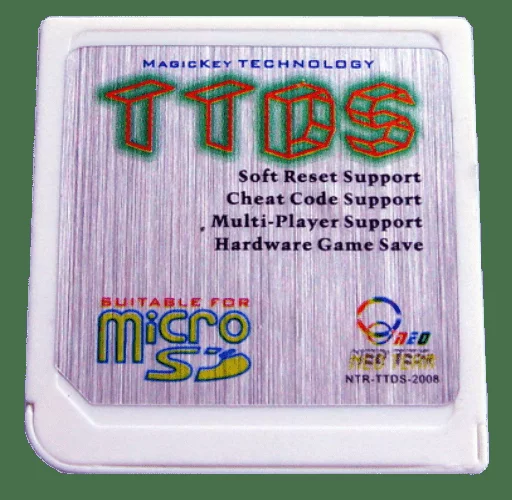 MAGICKEY TECHNOLOGY
TTDS
Soft Reset Support
Cheat Code Support
Multi-Player Support
Hardware Game Save
SUITABLE FOR
Micro
SD
NEO
NEO TEAM
NTR-TTDS-2008